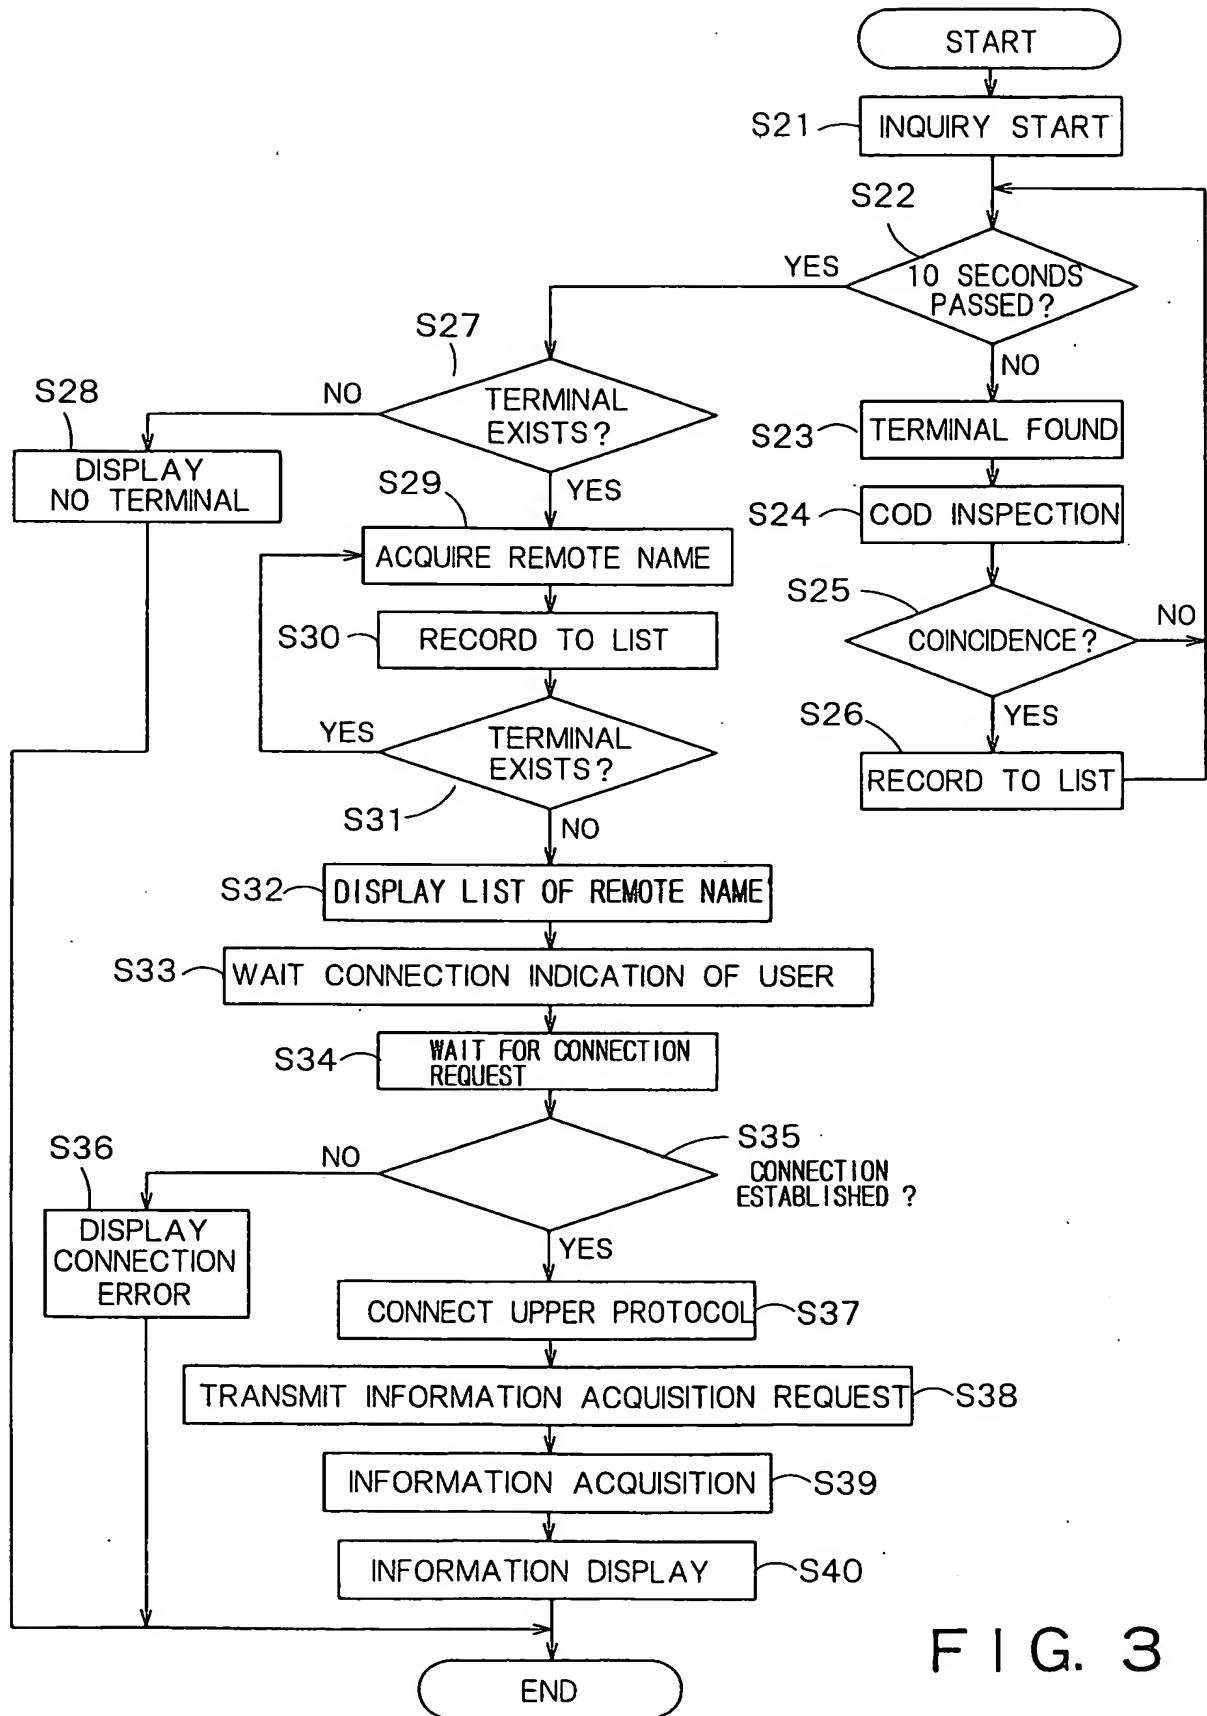 START
S21
INQUIRY START
S22
YES
10 SECONDS
PASSED?
NO
S27
NO
TERMINAL
EXISTS?
YES
S28
DISPLAY
NO TERMINAL
S23
TERMINAL FOUND
S24
COD INSPECTION
S29
ACQUIRE REMOTE NAME
S25
COINCIDENCE?
NO
YES
S30
RECORD TO LIST
S26
RECORD TO LIST
YES
TERMINAL
EXISTS?
S31
NO
S32
DISPLAY LIST OF REMOTE NAME
S33
WAIT CONNECTION INDICATION OF USER
S34
WAIT FOR CONNECTION
REQUEST
S35
CONNECTION
ESTABLISHED ?
NO
YES
S36
DISPLAY
CONNECTION
ERROR
CONNECT UPPER PROTOCOL
S37
TRANSMIT INFORMATION ACQUISITION REQUEST
S38
INFORMATION ACQUISITION
S39
INFORMATION DISPLAY
S40
END
FIG. 3